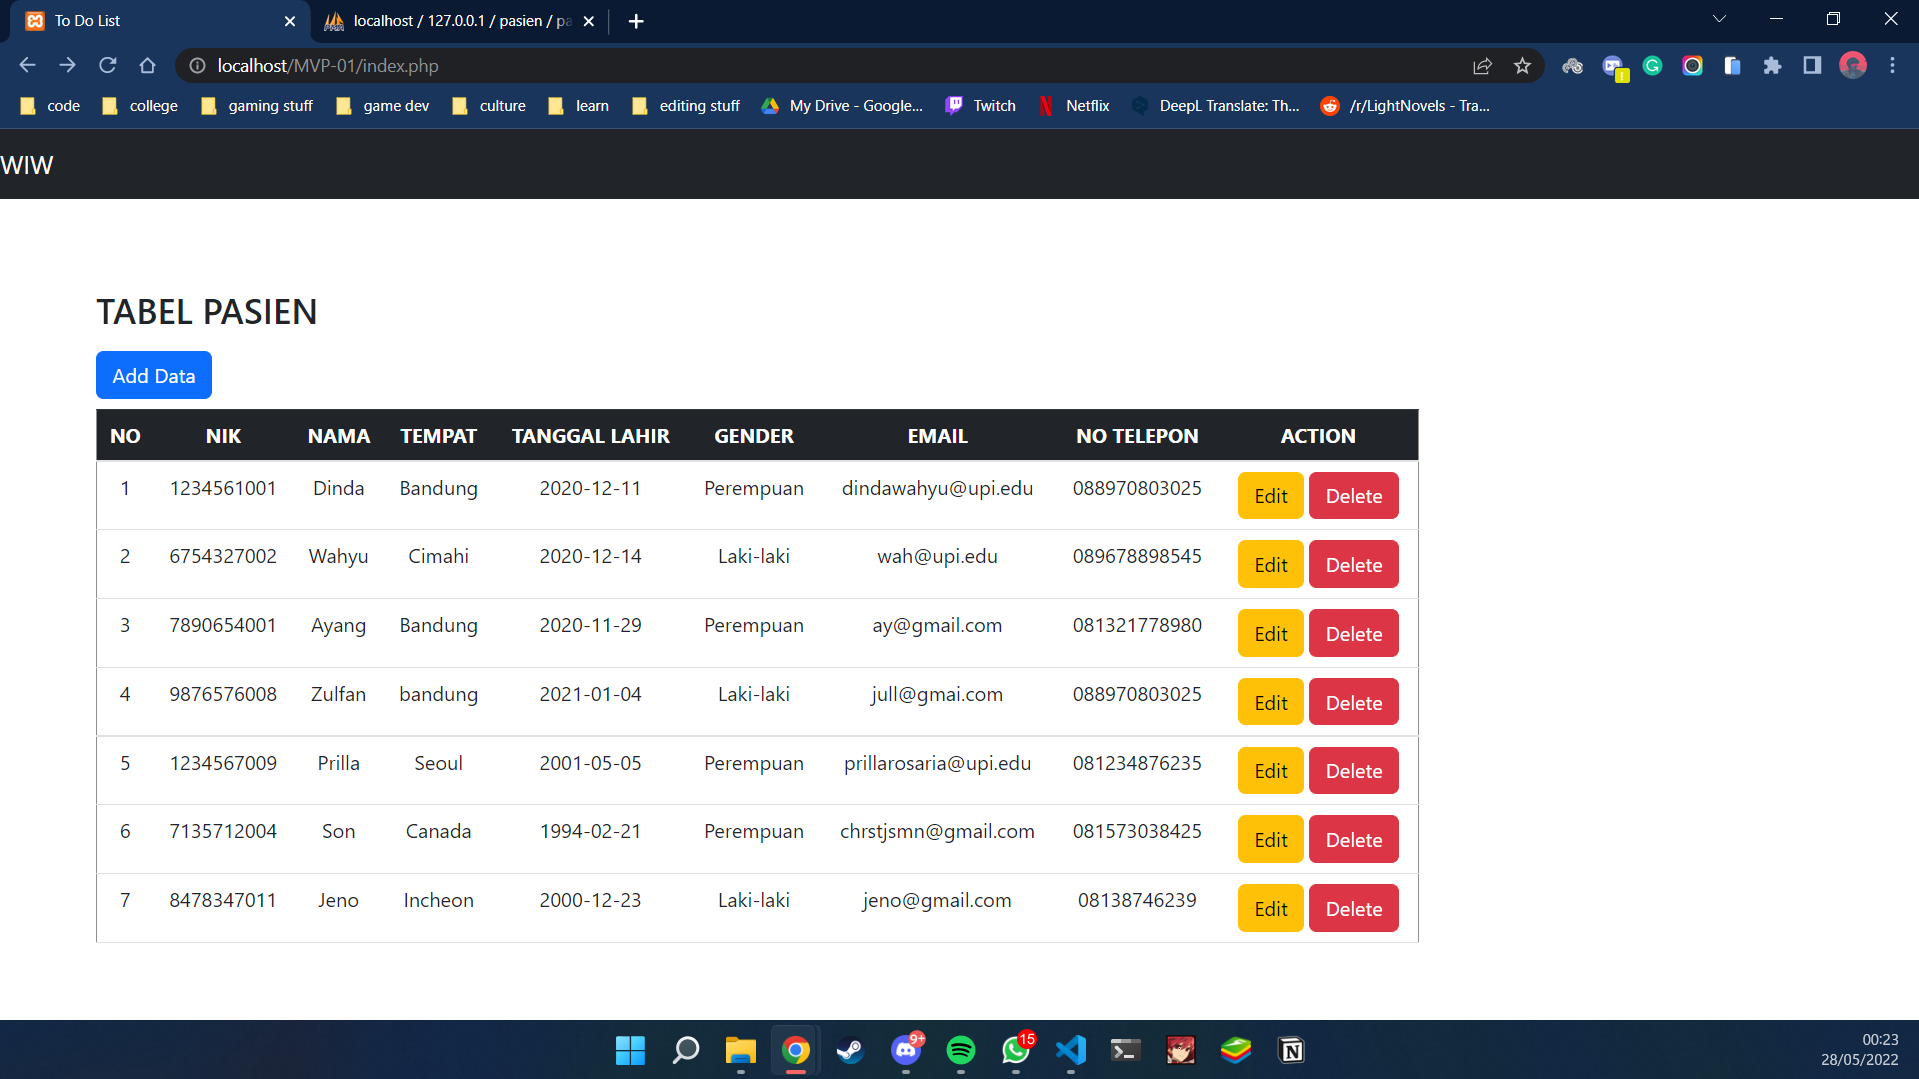 To Do List
localhost / 127.0.0.1 / pasien / pa
localhost/MVP-01/index.php
code college gaming stuff game dev culture learn editing stuff My Drive - Google... Twitch Netflix DeepL Translate: Th... /r/LightNovels - Tra...
WIW
TABEL PASIEN
Add Data
NO NIK NAMA TEMPAT TANGGAL LAHIR GENDER EMAIL NO TELEPON ACTION
1 1234561001 Dinda Bandung 2020-12-11 Perempuan dindawahyu@upi.edu 088970803025 Edit Delete
2 6754327002 Wahyu Cimahi 2020-12-14 Laki-laki wah@upi.edu 089678898545 Edit Delete
3 7890654001 Ayang Bandung 2020-11-29 Perempuan ay@gmail.com 081321778980 Edit Delete
4 9876576008 Zulfan bandung 2021-01-04 Laki-laki jull@gmai.com 088970803025 Edit Delete
5 1234567009 Prilla Seoul 2001-05-05 Perempuan prillarosaria@upi.edu 081234876235 Edit Delete
6 7135712004 Son Canada 1994-02-21 Perempuan chrstjsmn@gmail.com 081573038425 Edit Delete
7 8478347011 Jeno Incheon 2000-12-23 Laki-laki jeno@gmail.com 08138746239 Edit Delete
9+ 15
00:23
28/05/2022